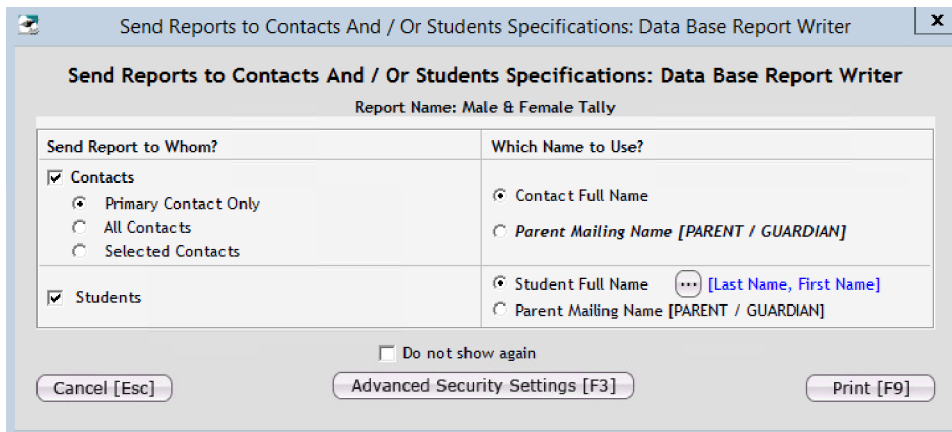 Send Reports to Contacts And / Or Students Specifications: Data Base Report Writer
x
Send Reports to Contacts And / Or Students Specifications: Data Base Report Writer
Report Name: Male & Female Tally
Send Report to Whom?
Which Name to Use?
Contacts
Primary Contact Only
All Contacts
Selected Contacts
Contact Full Name
Parent Mailing Name [PARENT / GUARDIAN]
Students
Student Full Name ... [Last Name, First Name]
Parent Mailing Name [PARENT / GUARDIAN]
Do not show again
Cancel [Esc]
Advanced Security Settings [F3]
Print [F9]